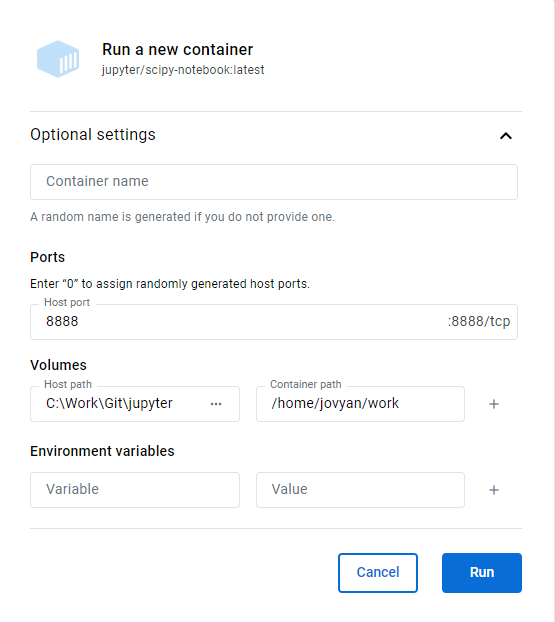 Run a new container
jupyter/scipy-notebook:latest
Optional settings
Container name
A random name is generated if you do not provide one.
Ports
Enter “0” to assign randomly generated host ports.
Host port
8888 :8888/tcp
Volumes
Host path Container path
C:\Work\Git\jupyter ··· /home/jovyan/work +
Environment variables
Variable Value +
Cancel Run